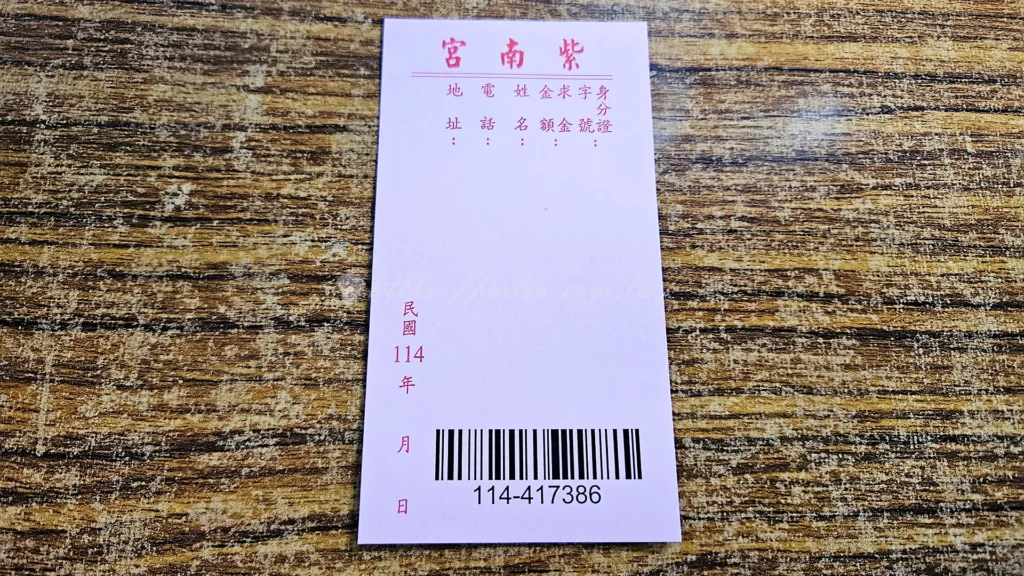 紫南宮
身分證
字號：
求金
金額：
姓名：
電話：
地址：
民國114年 月 日
114-417386